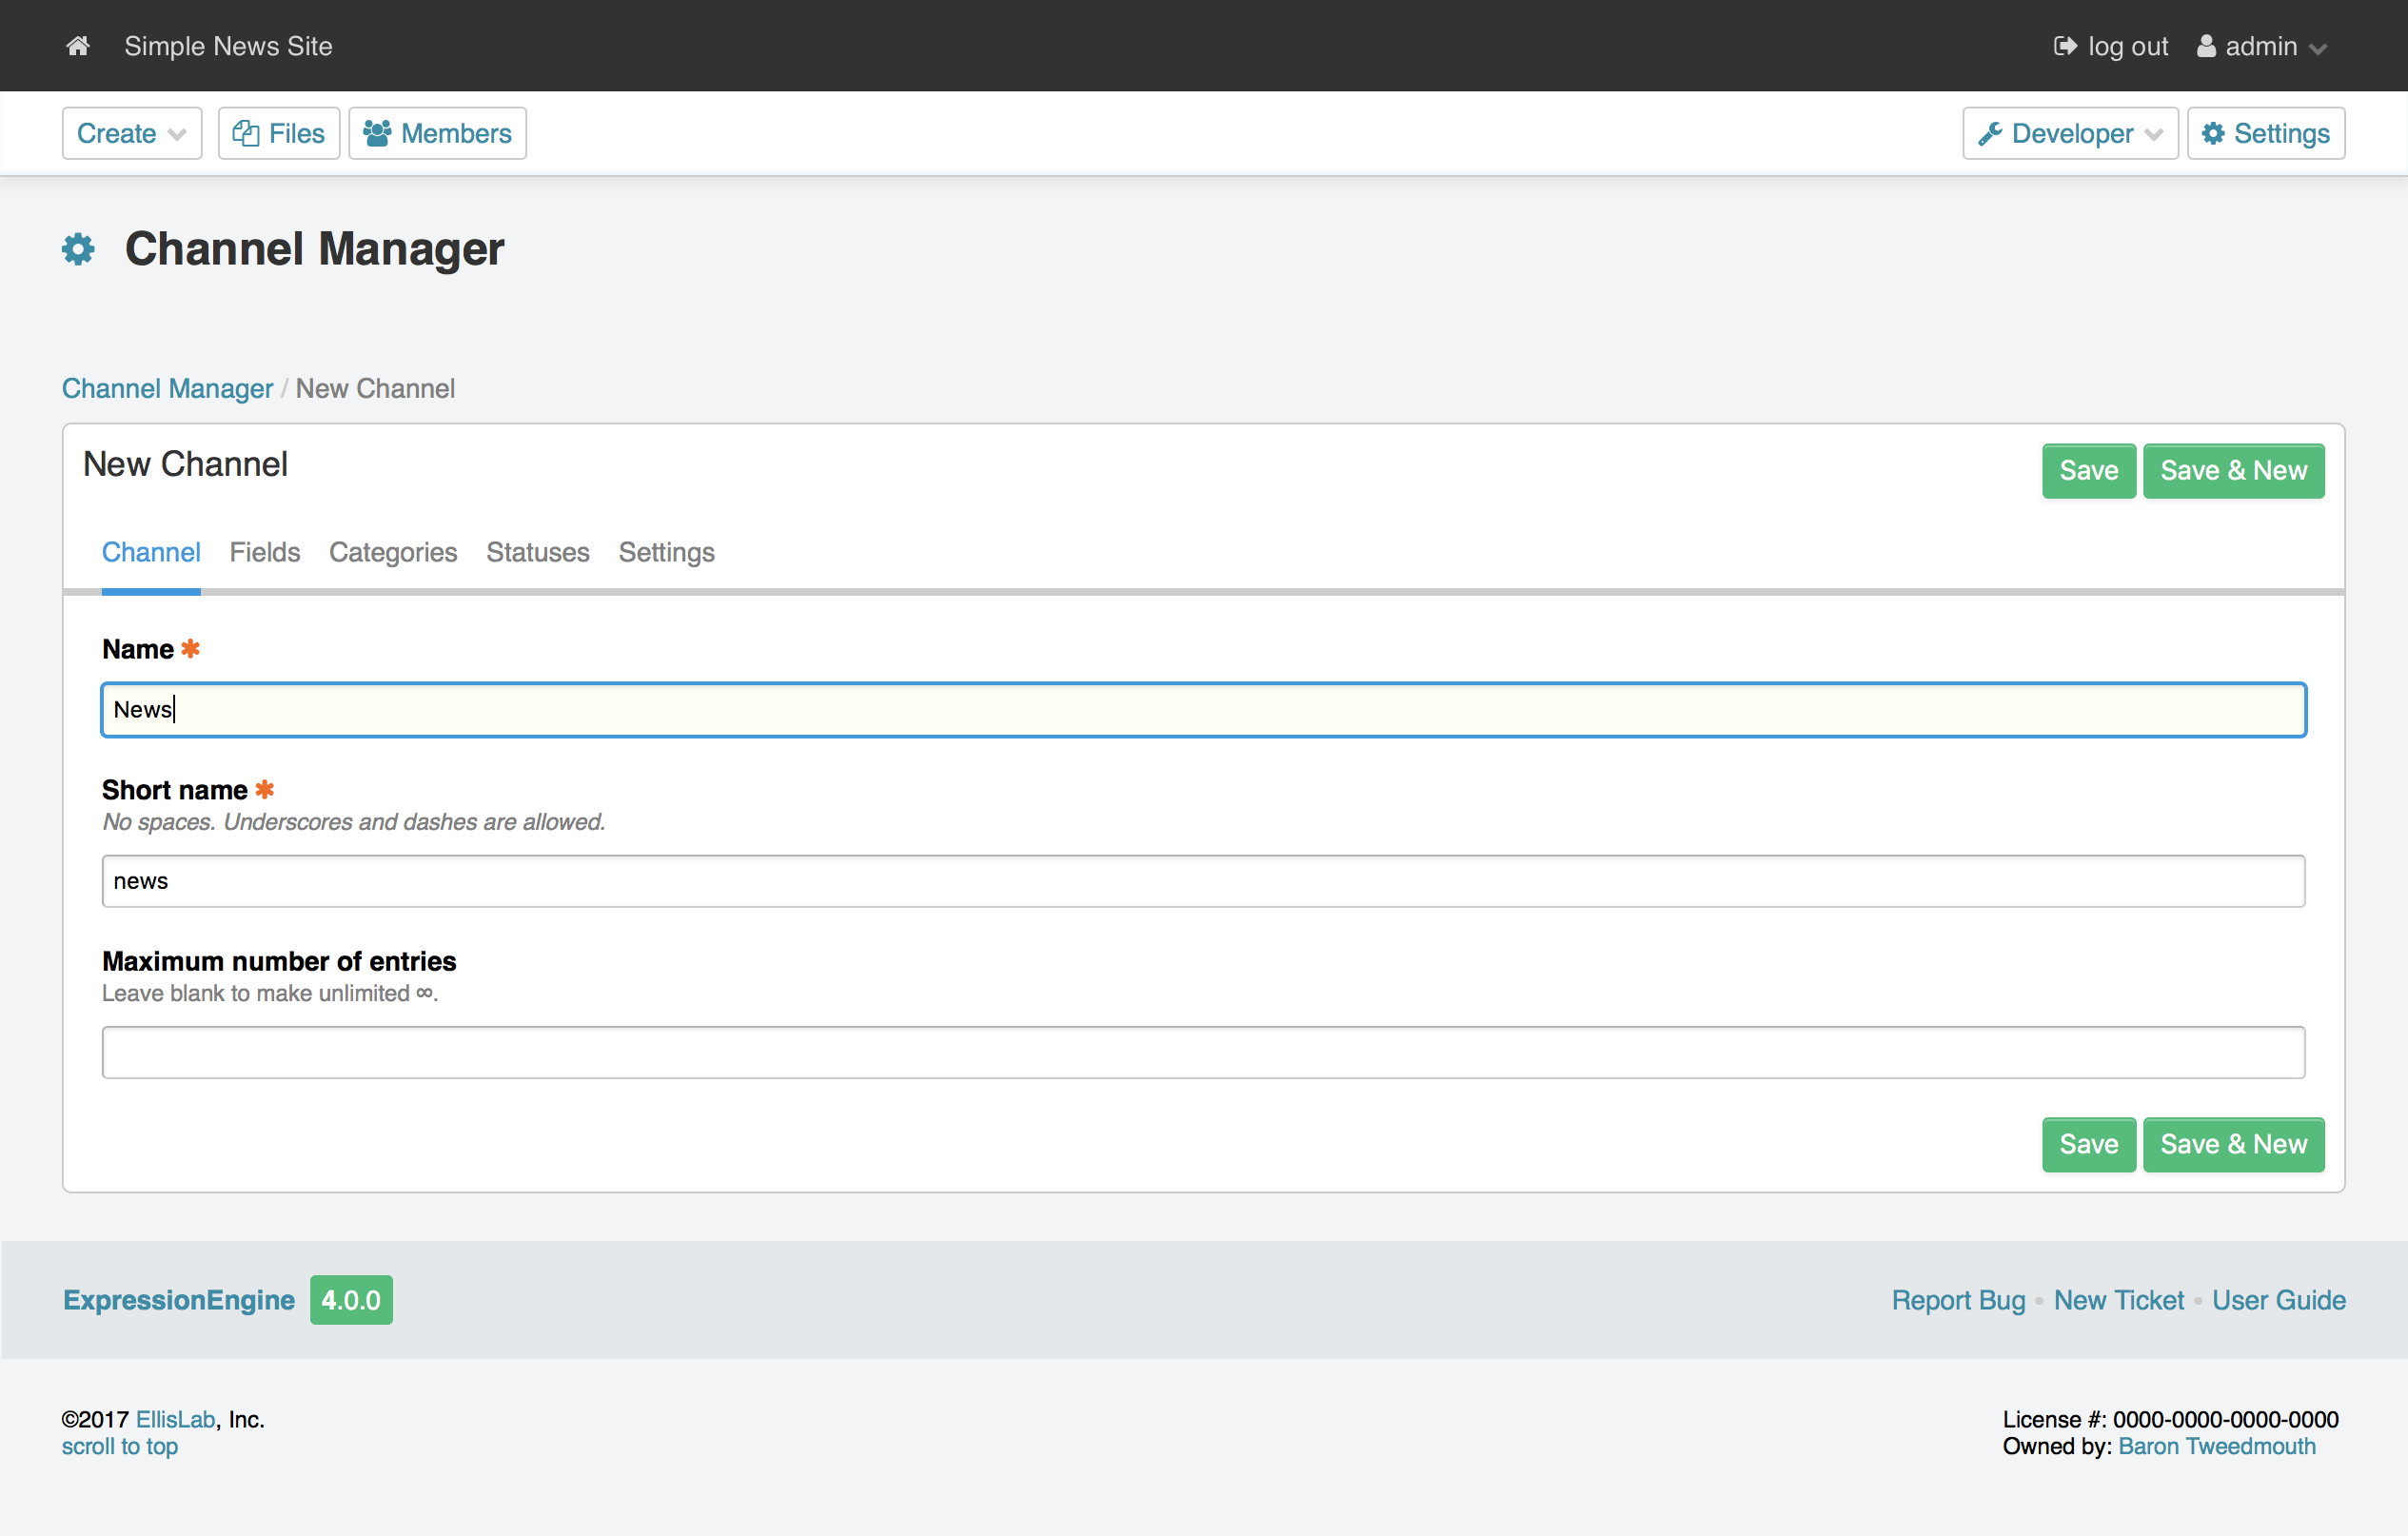 Simple News Site log out admin
Create Files Members Developer Settings
Channel Manager
Channel Manager / New Channel
New Channel Save Save & New
Channel Fields Categories Statuses Settings
Name *
News
Short name *
No spaces. Underscores and dashes are allowed.
news
Maximum number of entries
Leave blank to make unlimited ∞.
Save Save & New
ExpressionEngine 4.0.0 Report Bug • New Ticket • User Guide
©2017 EllisLab, Inc. License #: 0000-0000-0000-0000
scroll to top Owned by: Baron Tweedmouth